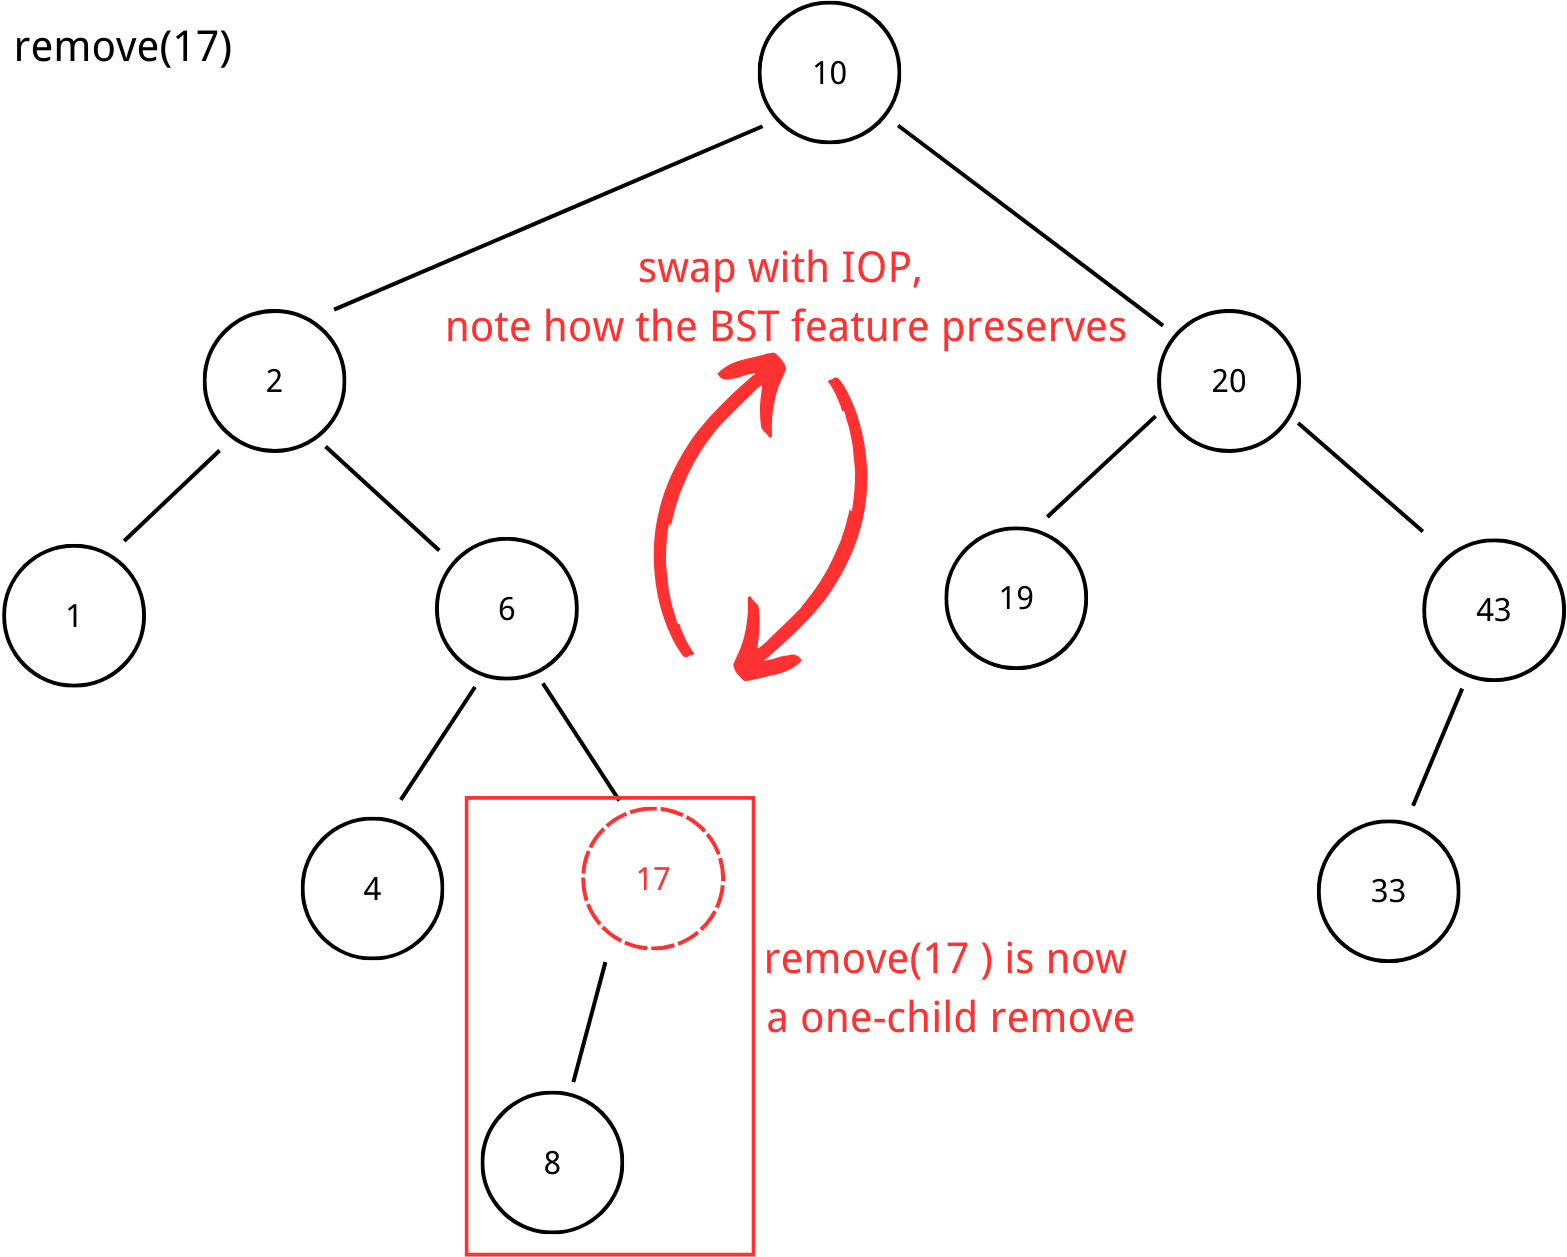 remove(17)
10
swap with IOP,
note how the BST feature preserves
2
20
1
6
19
43
4
17
33
remove(17 ) is now
a one-child remove
8